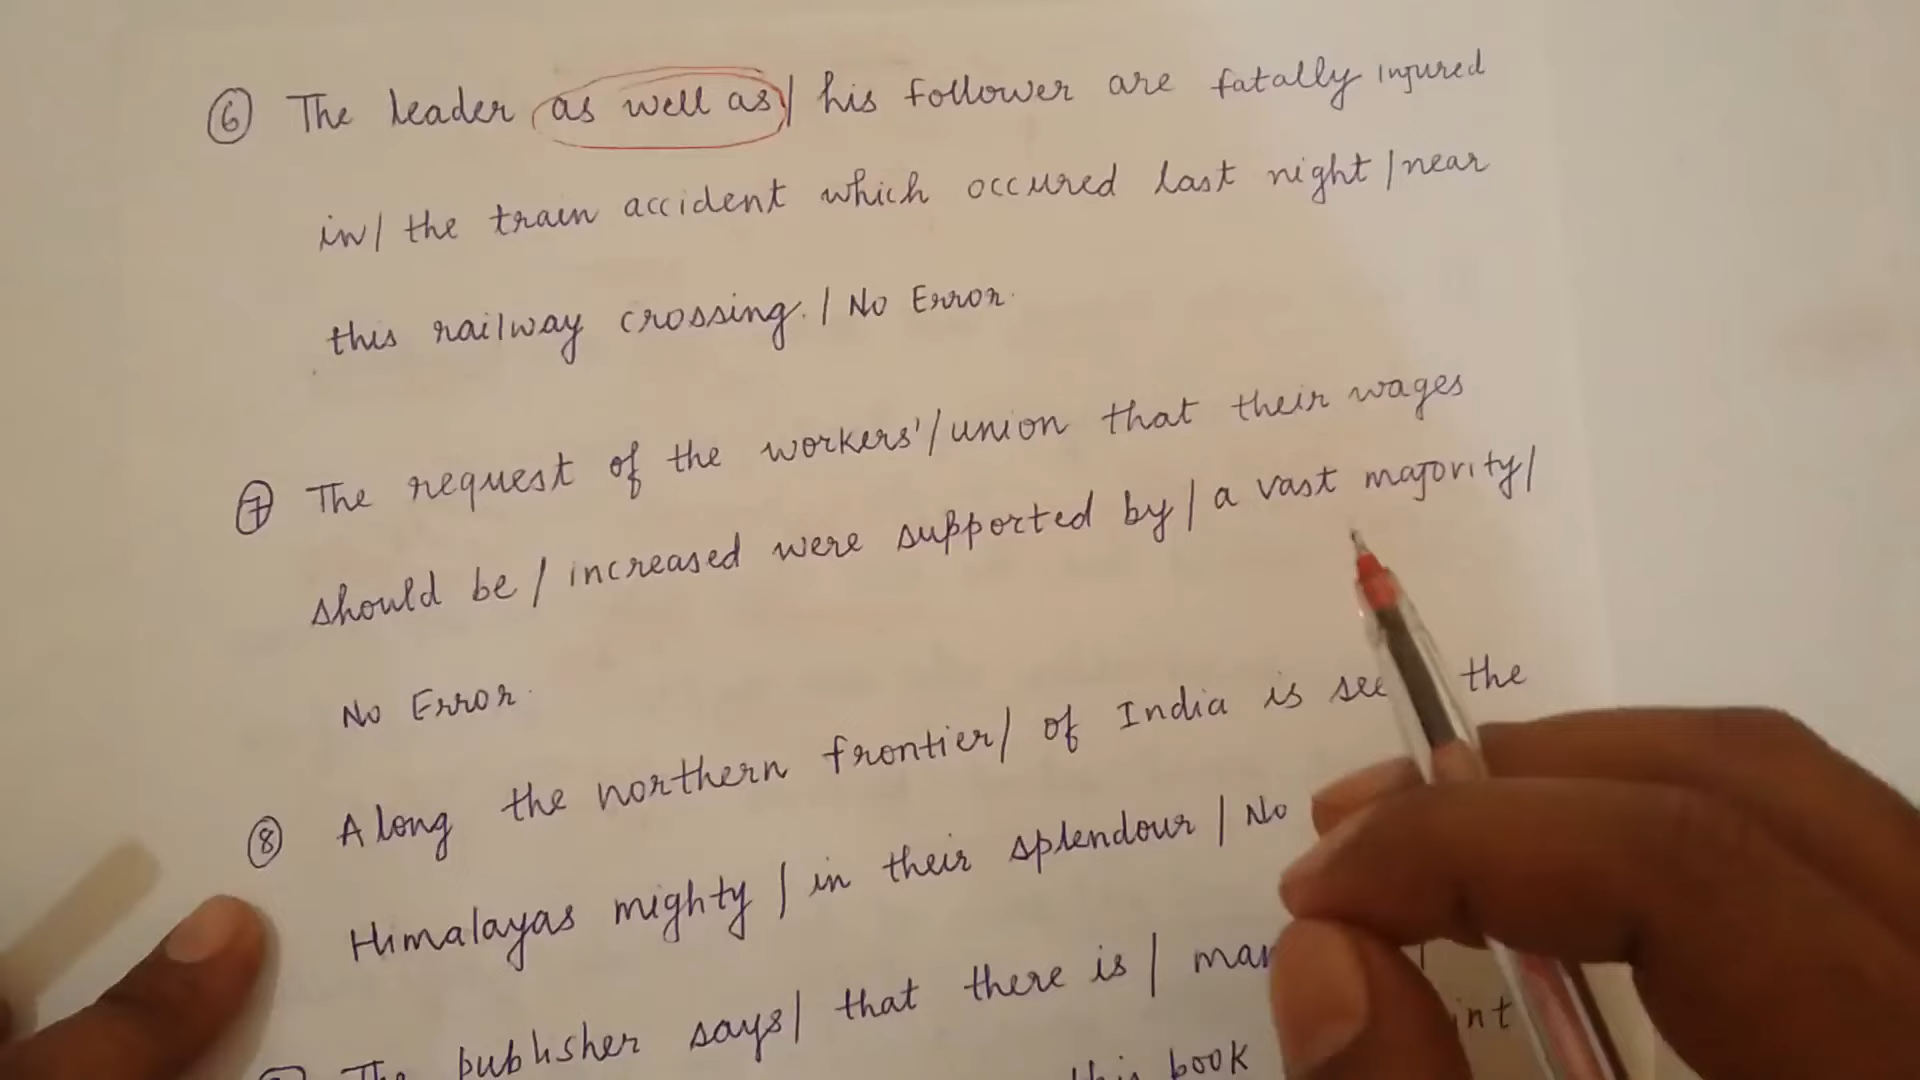 ⑥ The leader as well as/ his follower are fatally injured
in/ the train accident which occured last night /near
this railway crossing. / No Error.
⑦ The request of the workers'/union that their wages
should be / increased were supported by / a vast majority/
No Error.
⑧ Along the northern frontier/ of India is the
Himalayas mighty / in their splendour / No
The publisher says/ that there is /
this book